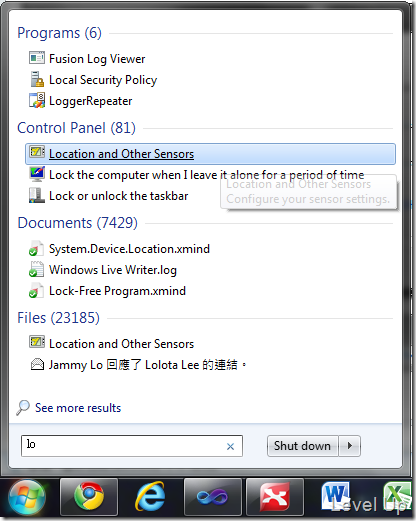 Programs (6)
Fusion Log Viewer
Local Security Policy
LoggerRepeater
Control Panel (81)
Location and Other Sensors
Lock the computer when I leave it alone for a period of time
Location and Other Sensors
Configure your sensor settings.
Lock or unlock the taskbar
Documents (7429)
System.Device.Location.xmind
Windows Live Writer.log
Lock-Free Program.xmind
Files (23185)
Location and Other Sensors
Jammy Lo 回應了 Lolota Lee 的連結。
See more results
lo
Shut down
Level Up